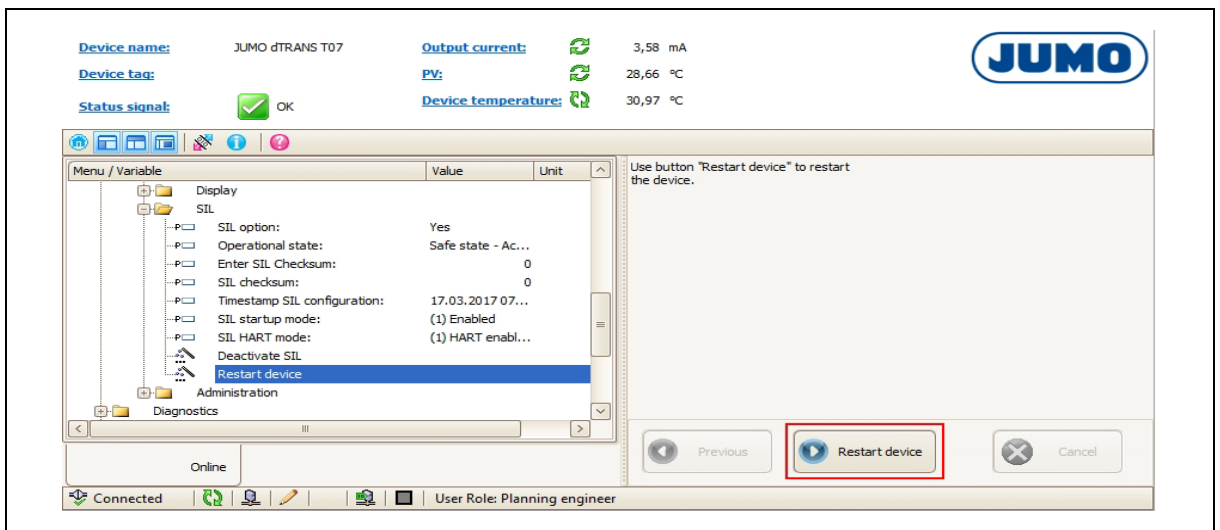 Device name: JUMO dTRANS T07 Output current: 3,58 mA
Device tag: PV: 28,66 °C
Status signal: OK Device temperature: 30,97 °C
JUMO
Menu / Variable Value Unit
Display
SIL
SIL option: Yes
Operational state: Safe state - Ac...
Enter SIL Checksum: 0
SIL checksum: 0
Timestamp SIL configuration: 17.03.2017 07...
SIL startup mode: (1) Enabled
SIL HART mode: (1) HART enabl...
Deactivate SIL
Restart device
Administration
Diagnostics
Use button "Restart device" to restart
the device.
Previous Restart device Cancel
Online
Connected User Role: Planning engineer